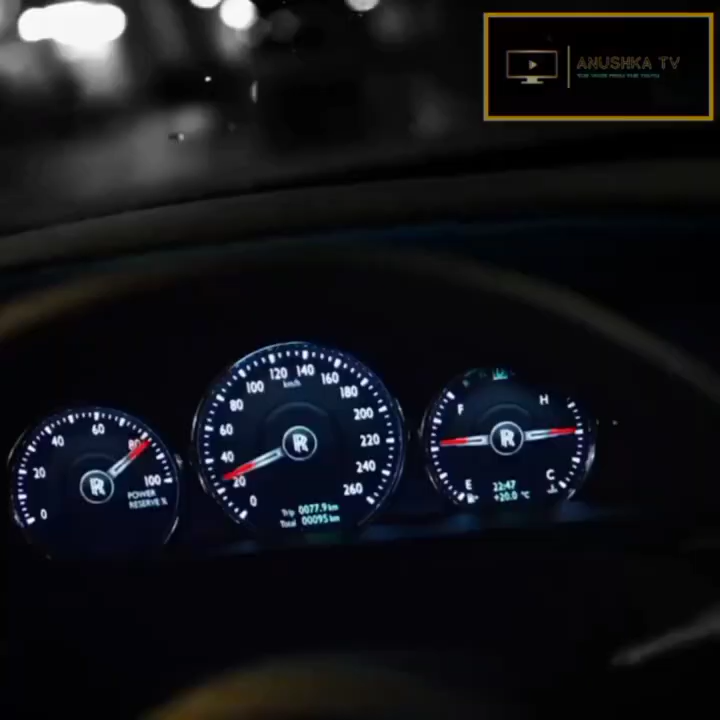 ANUSHKA TV
0
20
40
60
80
100
POWER
RESERVE %
0
20
40
60
80
100
120
140
160
180
200
220
240
260
km/h
Trip 0077.9 km
Total 00095 km
F
H
E
C
22:47
+20.0 °C